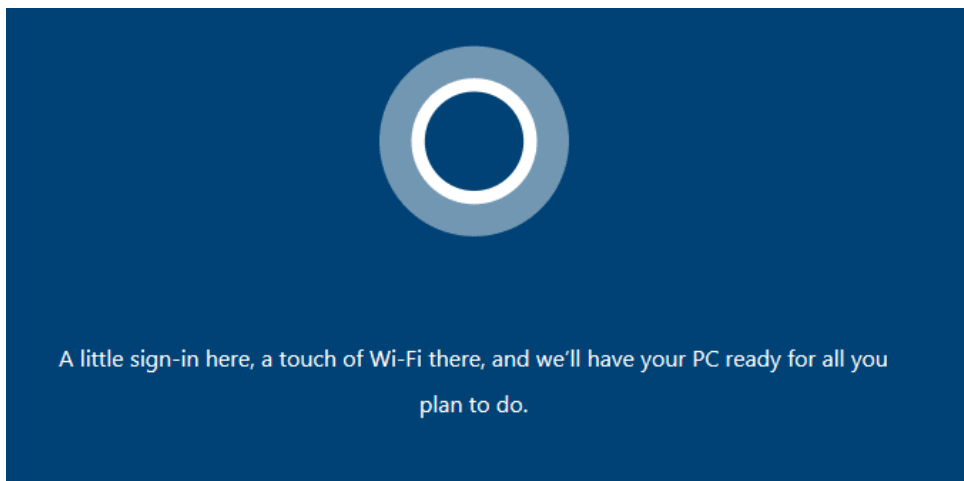 A little sign-in here, a touch of Wi-Fi there, and we’ll have your PC ready for all you
plan to do.